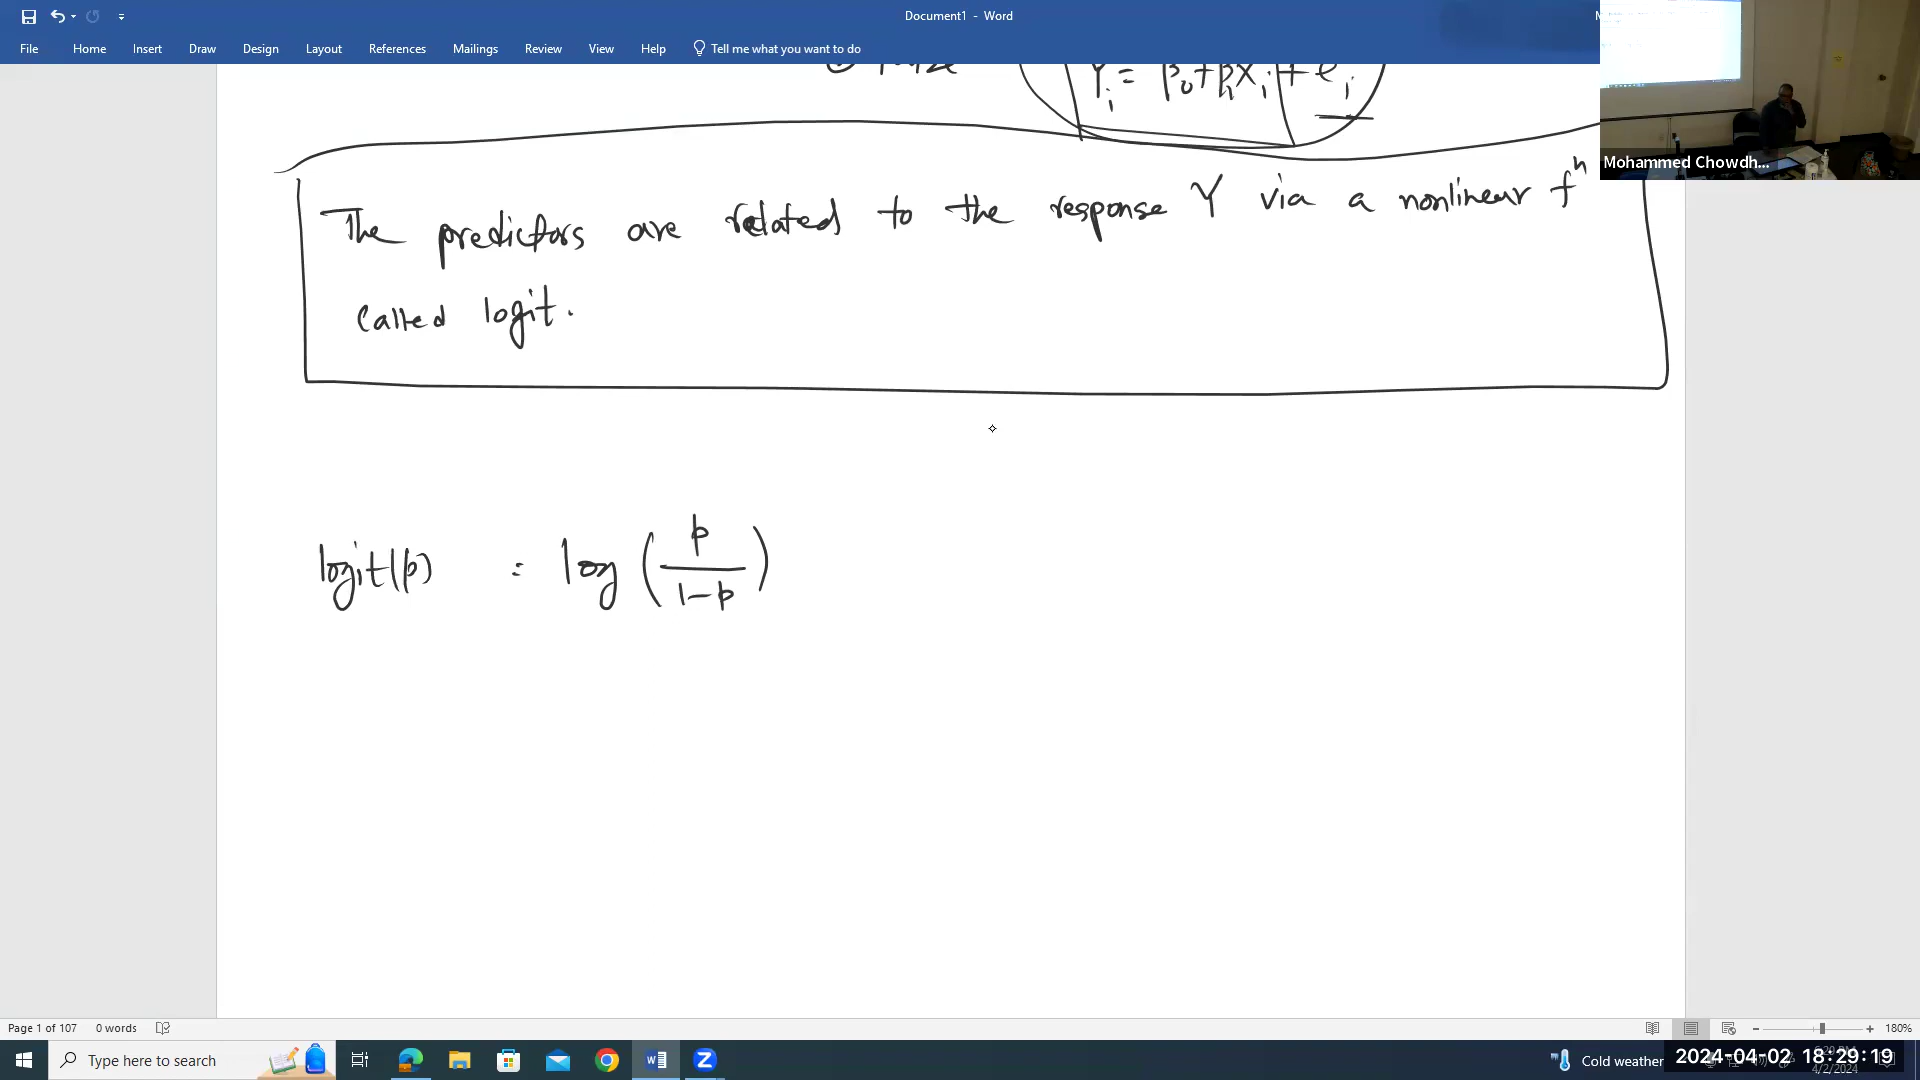 Document1 - Word
File Home Insert Draw Design Layout References Mailings Review View Help Tell me what you want to do
Yᵢ = β₀ + β₁Xᵢ + eᵢ
Mohammed Chowdh...
The predictors are related to the response Y via a nonlinear fⁿ
called logit.
logit(p) = log (p / 1-p)
Page 1 of 107 0 words
180%
Type here to search
Cold weather
2024-04-02 18:29:19
4/2/2024